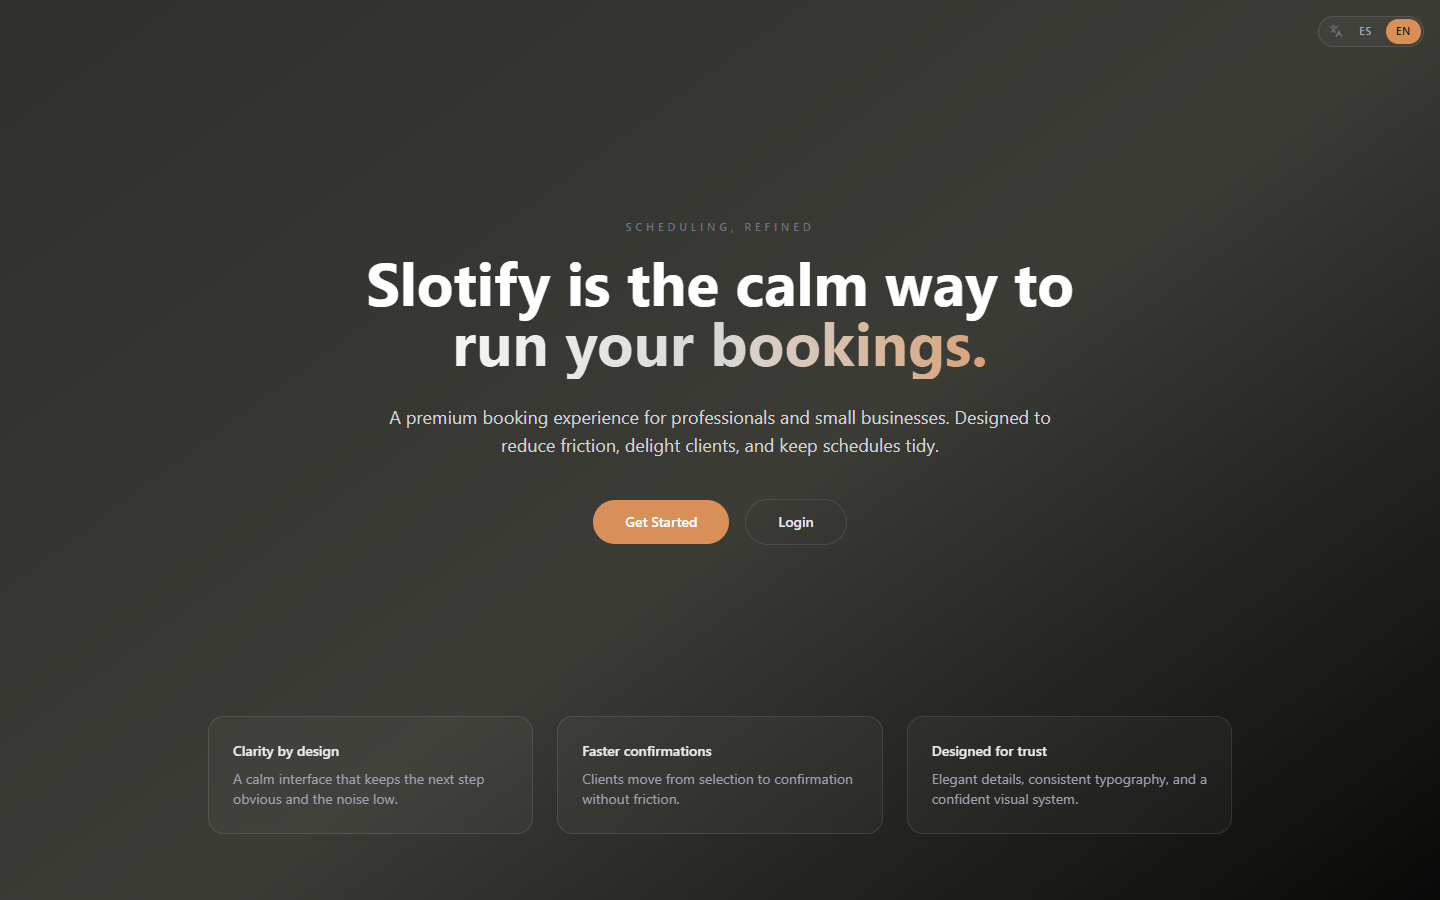 ES EN
SCHEDULING, REFINED
Slotify is the calm way to
run your bookings.
A premium booking experience for professionals and small businesses. Designed to
reduce friction, delight clients, and keep schedules tidy.
Get Started Login
Clarity by design
A calm interface that keeps the next step
obvious and the noise low.
Faster confirmations
Clients move from selection to confirmation
without friction.
Designed for trust
Elegant details, consistent typography, and a
confident visual system.